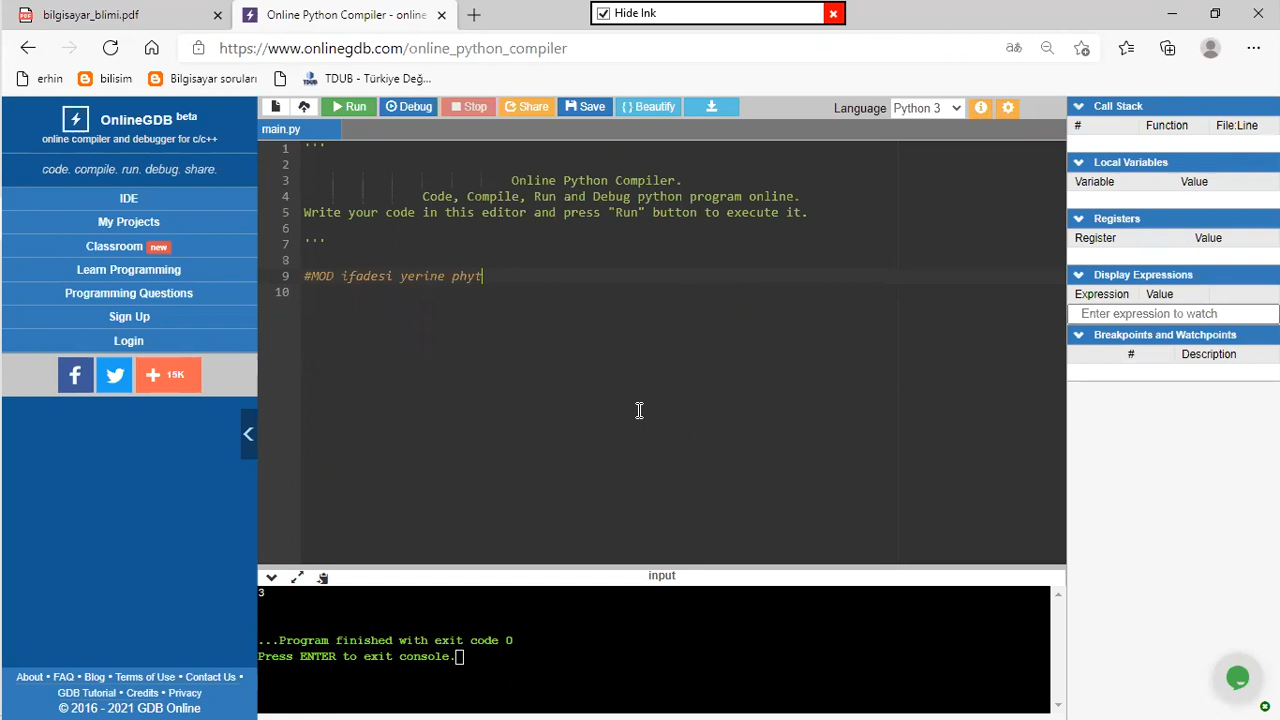 bilgisayar_blimi.pdf
Online Python Compiler - online
Hide Ink
https://www.onlinegdb.com/online_python_compiler
erhin
bilisim
Bilgisayar soruları
TDUB - Türkiye Değ...
OnlineGDB beta
online compiler and debugger for c/c++
code. compile. run. debug. share.
IDE
My Projects
Classroom new
Learn Programming
Programming Questions
Sign Up
Login
15K
About • FAQ • Blog • Terms of Use • Contact Us •
GDB Tutorial • Credits • Privacy
© 2016 - 2021 GDB Online
Run
Debug
Stop
Share
Save
{ } Beautify
Language Python 3
main.py
1 '''
2
3 Online Python Compiler.
4 Code, Compile, Run and Debug python program online.
5 Write your code in this editor and press "Run" button to execute it.
6
7 '''
8
9 #MOD ifadesi yerine phyt
10
input
3
...Program finished with exit code 0
Press ENTER to exit console.
Call Stack
# Function File:Line
Local Variables
Variable Value
Registers
Register Value
Display Expressions
Expression Value
Enter expression to watch
Breakpoints and Watchpoints
# Description